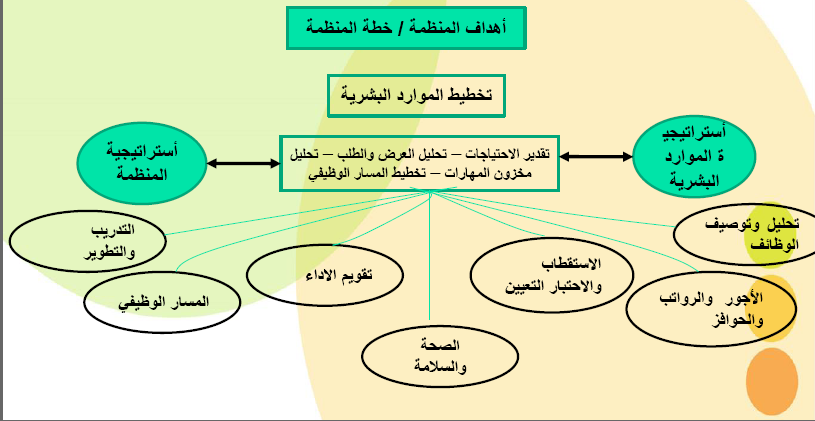 أهداف المنظمة / خطة المنظمة
تخطيط الموارد البشرية
أستراتيجي
ة الموارد
البشرية
تقدير الاحتياجات – تحليل العرض والطلب – تحليل
مخزون المهارات – تخطيط المسار الوظيفي
أستراتيجية
المنظمة
تحليل وتوصيف
الوظائف
الأجور والرواتب
والحوافز
الاستقطاب
والاختبار التعيين
الصحة
والسلامة
تقويم الاداء
المسار الوظيفي
التدريب
والتطوير